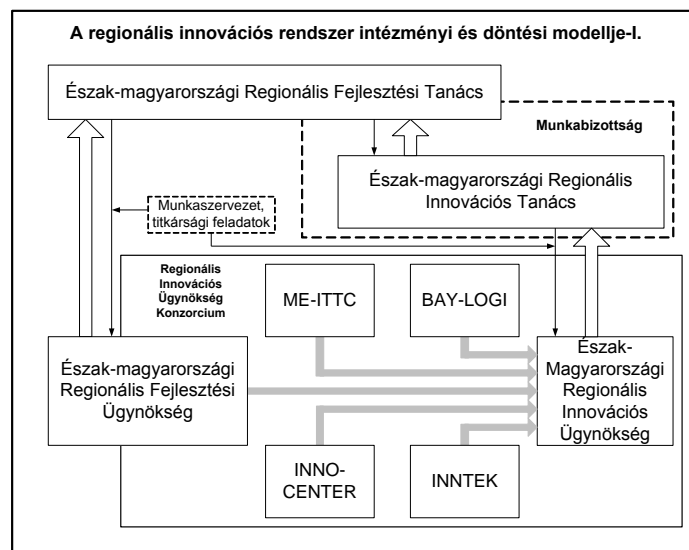 A regionális innovációs rendszer intézményi és döntési modellje-I.
Észak-magyarországi Regionális Fejlesztési Tanács
Munkabizottság
Észak-magyarországi Regionális
Innovációs Tanács
Munkaszervezet,
titkársági feladatok
Regionális
Innovációs
Ügynökség
Konzorcium
ME-ITTC
BAY-LOGI
Észak-magyarországi
Regionális Fejlesztési
Ügynökség
Észak-
Magyarországi
Regionális
Innovációs
Ügynökség
INNO-
CENTER
INNTEK